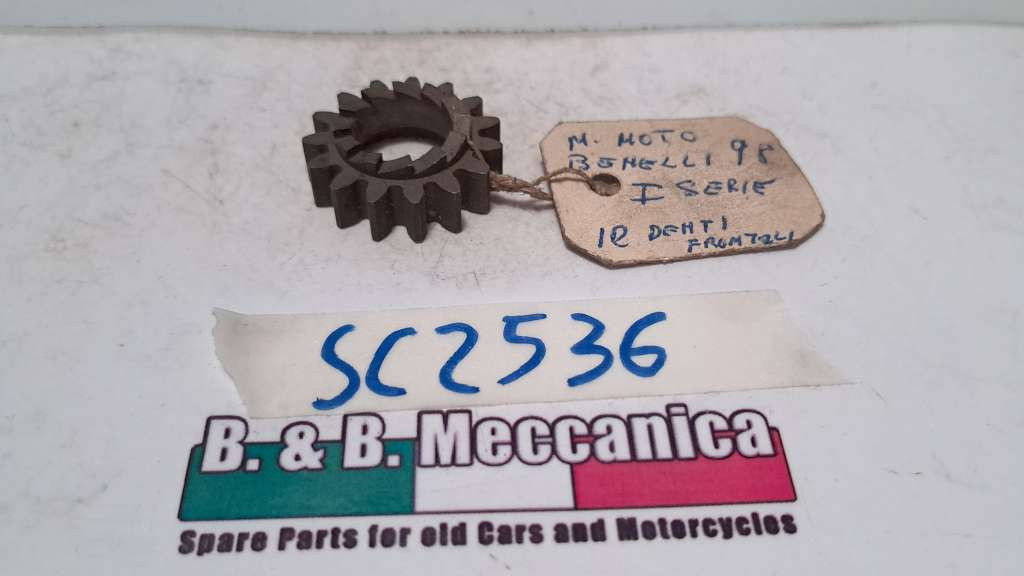 M. MOTO
BENELLI 98
I SERIE
12 DENTI
FRONTALI
SC2536
B. & B. Meccanica
Spare Parts for old Cars and Motorcycles